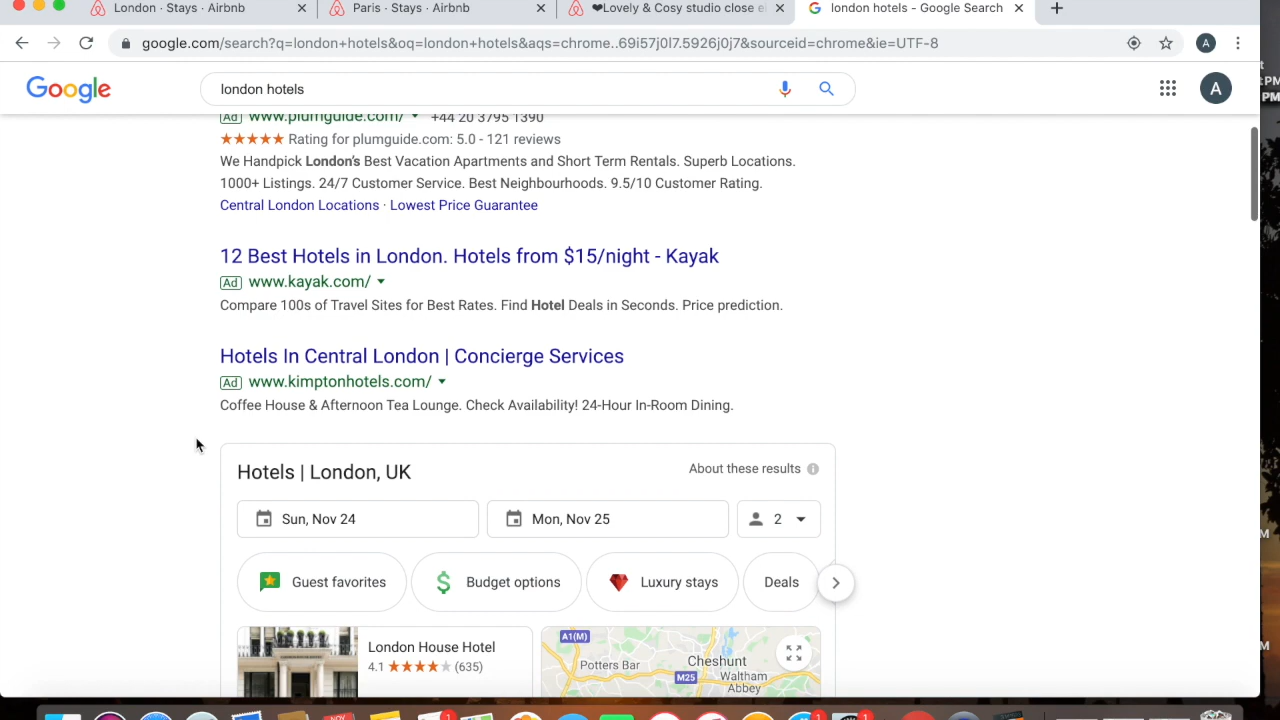 London · Stays · Airbnb
Paris · Stays · Airbnb
❤Lovely & Cosy studio close ei
london hotels - Google Search
google.com/search?q=london+hotels&oq=london+hotels&aqs=chrome..69i57j0l7.5926j0j7&sourceid=chrome&ie=UTF-8
A
Google
london hotels
A
PM
PM
Ad www.plumguide.com/ +44 20 3795 1390
Rating for plumguide.com: 5.0 - 121 reviews
We Handpick London's Best Vacation Apartments and Short Term Rentals. Superb Locations.
1000+ Listings. 24/7 Customer Service. Best Neighbourhoods. 9.5/10 Customer Rating.
Central London Locations · Lowest Price Guarantee
12 Best Hotels in London. Hotels from $15/night - Kayak
Ad www.kayak.com/
Compare 100s of Travel Sites for Best Rates. Find Hotel Deals in Seconds. Price prediction.
Hotels In Central London | Concierge Services
Ad www.kimptonhotels.com/
Coffee House & Afternoon Tea Lounge. Check Availability! 24-Hour In-Room Dining.
Hotels | London, UK
About these results
Sun, Nov 24
Mon, Nov 25
2
Guest favorites
Budget options
Luxury stays
Deals
London House Hotel
4.1 (635)
A1(M)
Potters Bar
Cheshunt
M25
Waltham
Abbey
NOV
1
1
1